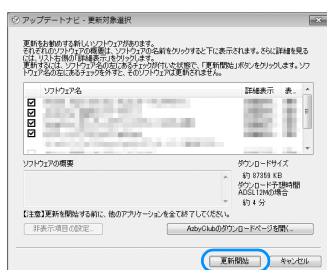 アップデートナビ - 更新対象選択
更新をお勧めする新しいソフトウェアがあります。
それぞれのソフトウェアの概要は、ソフトウェアの名前をクリックすると下に表示されます。さらに詳細を見る
には、リスト右側の「詳細表示」をクリックします。
更新するには、ソフトウェア名の左にあるチェックが付いた状態で、「更新開始」ボタンをクリックします。ソフ
トウェア名の左にあるチェックを外すと、そのソフトウェアは更新されません。
ソフトウェア名 詳細表示 表...
ソフトウェアの概要 ダウンロードサイズ
約 87359 KB
ダウンロード予想時間
ADSL12Mの場合
約 4 分
【注意】更新を開始する前に、他のアプリケーションを全て終了してください。
非表示項目の設定... AzbyClubのダウンロードページを開く...
更新開始 キャンセル